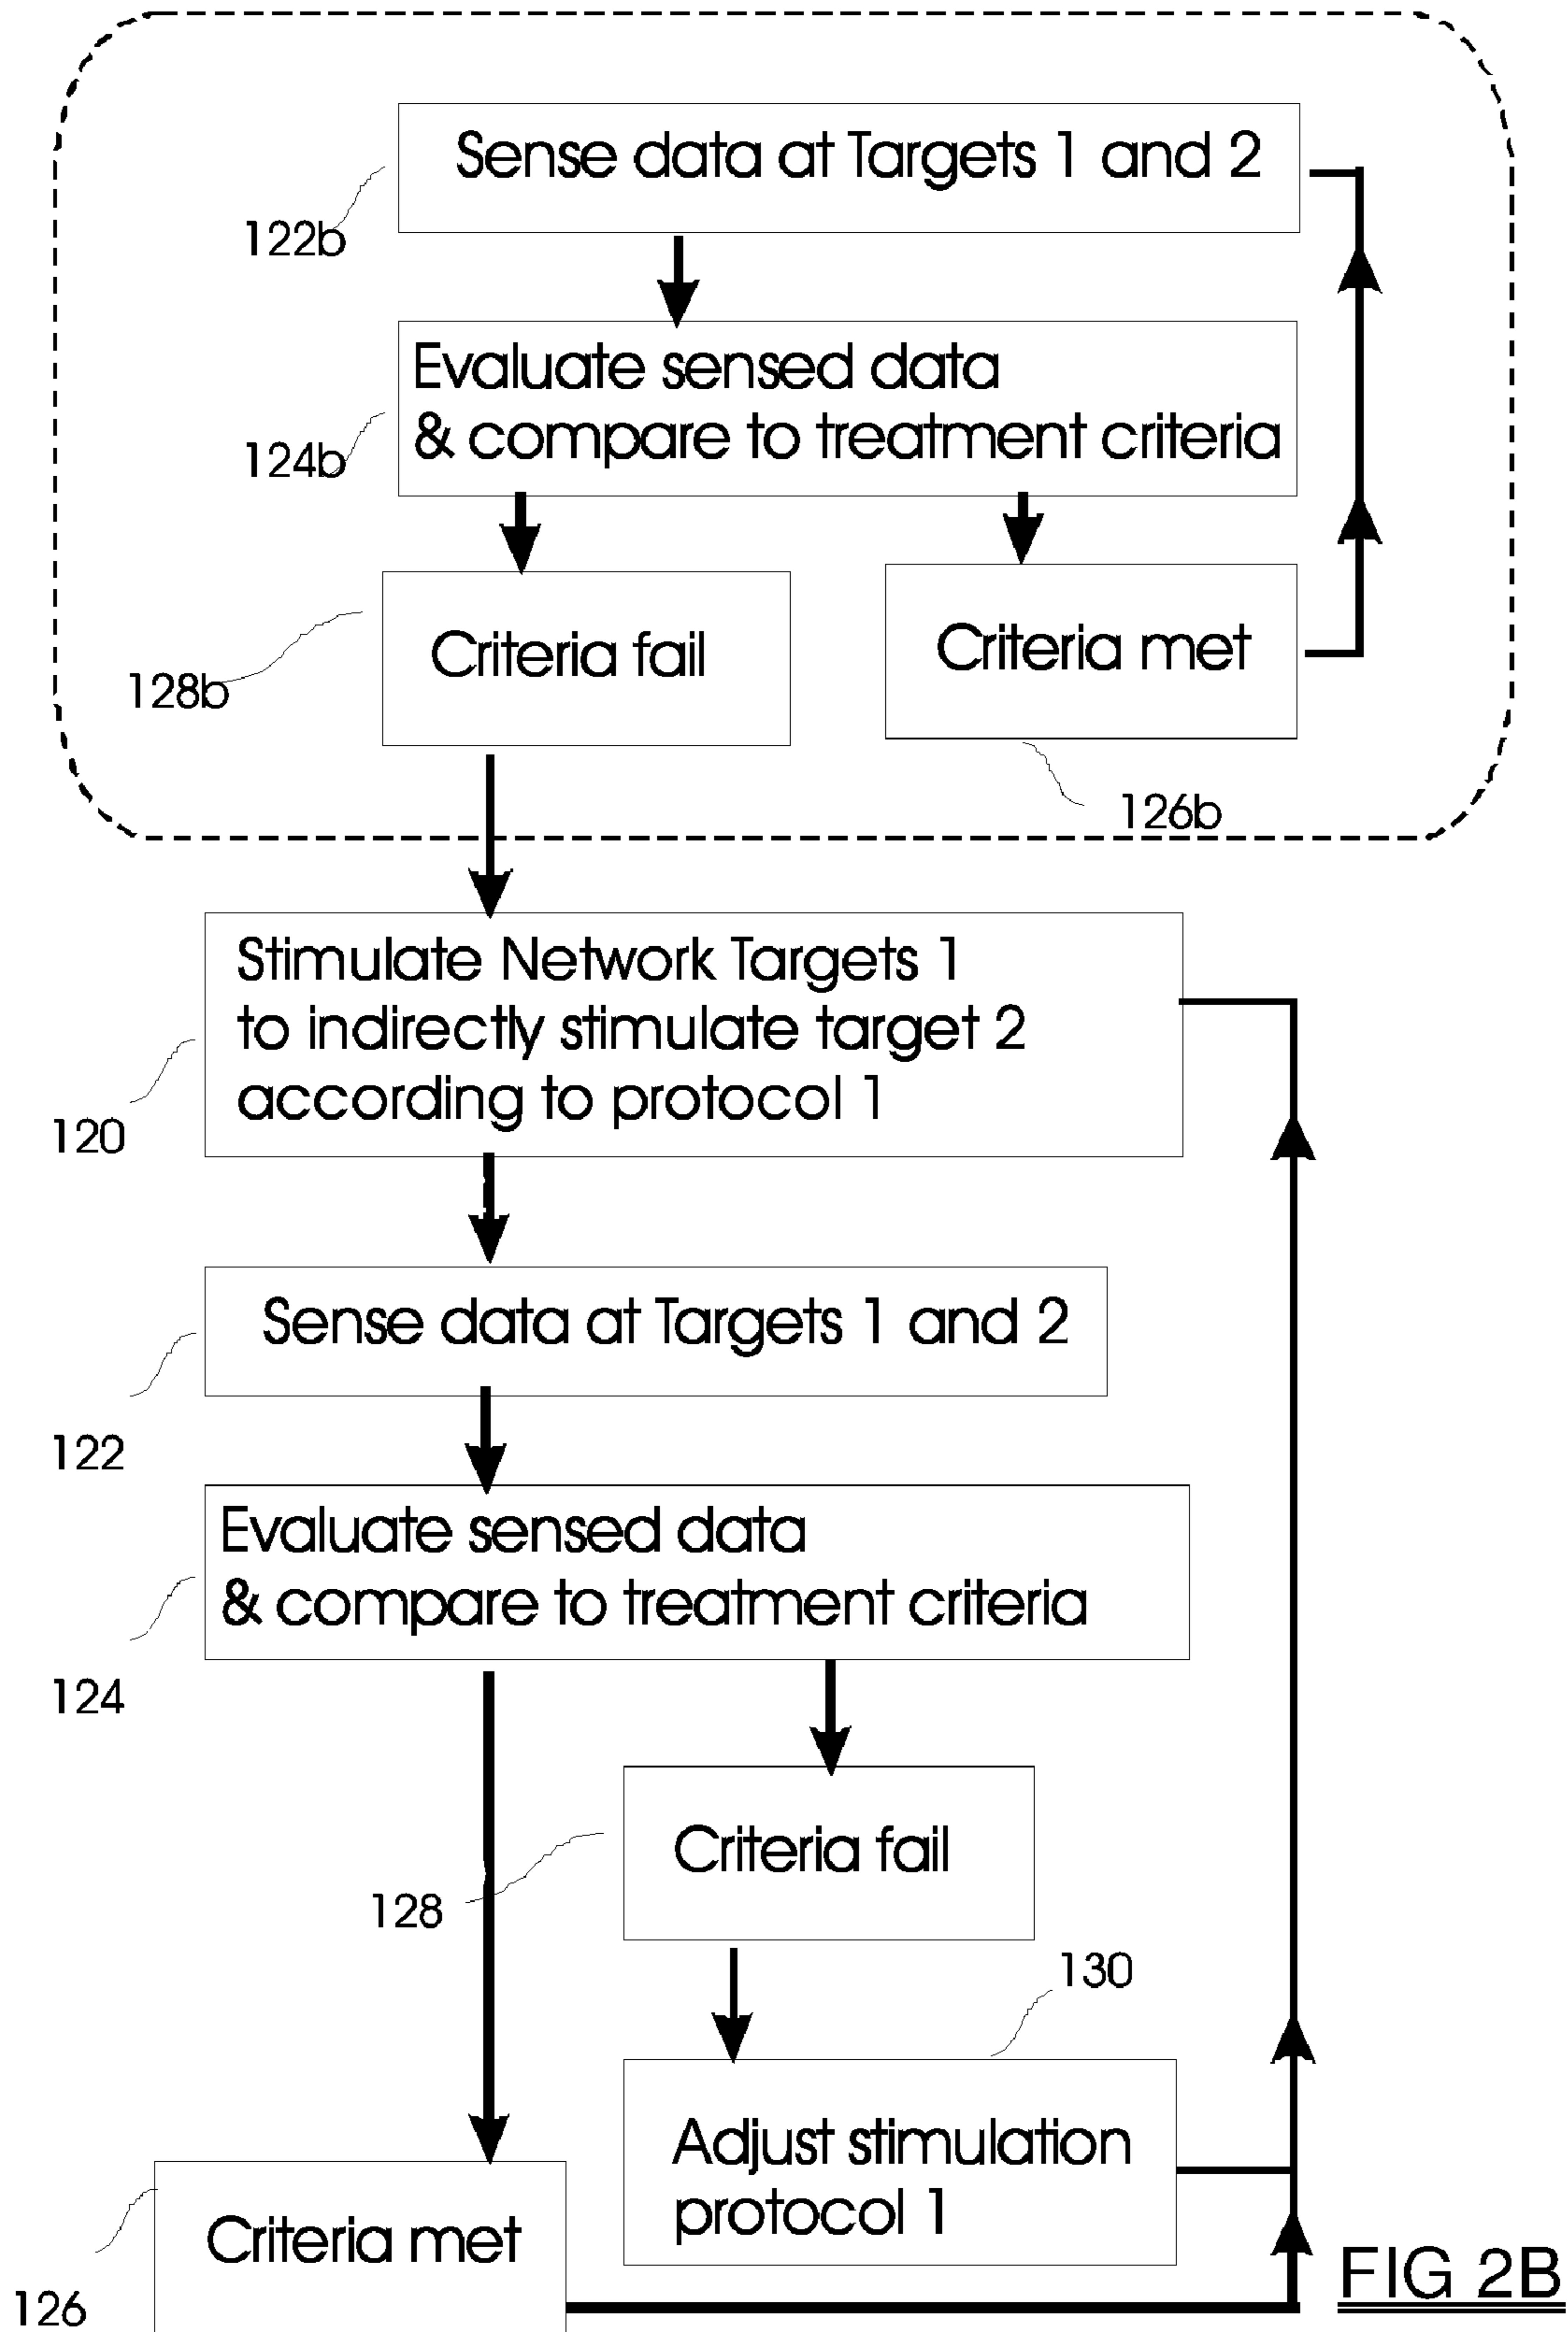 Sense data at Targets 1 and 2
122b
Evaluate sensed data
& compare to treatment criteria
124b
Criteria fail
Criteria met
128b
126b
Stimulate Network Targets 1
to indirectly stimulate target 2
according to protocol 1
120
Sense data at Targets 1 and 2
122
Evaluate sensed data
& compare to treatment criteria
124
Criteria fail
128
130
Adjust stimulation
protocol 1
Criteria met
126
FIG 2B